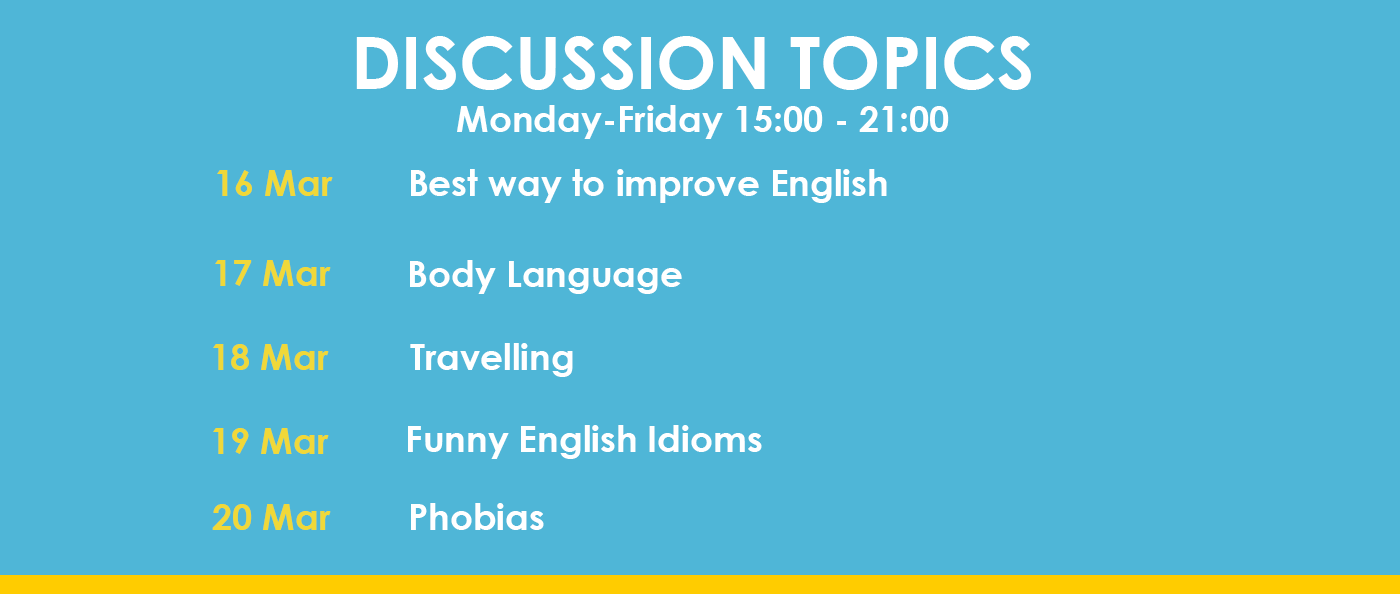 DISCUSSION TOPICS
Monday-Friday 15:00 - 21:00
16 Mar Best way to improve English
17 Mar Body Language
18 Mar Travelling
19 Mar Funny English Idioms
20 Mar Phobias